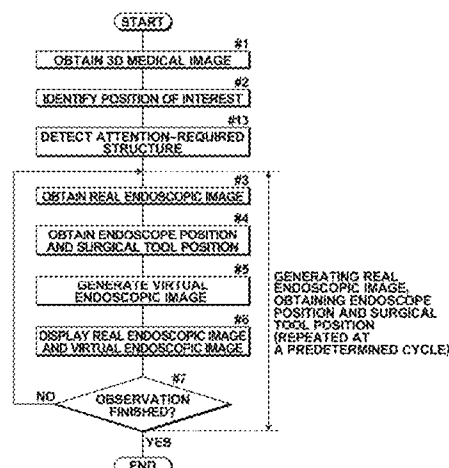 START
#1
OBTAIN 3D MEDICAL IMAGE
#2
IDENTIFY POSITION OF INTEREST
#13
DETECT ATTENTION-REQUIRED
STRUCTURE
#3
OBTAIN REAL ENDOSCOPIC IMAGE
#4
OBTAIN ENDOSCOPE POSITION
AND SURGICAL TOOL POSITION
#5
GENERATE VIRTUAL
ENDOSCOPIC IMAGE
#6
DISPLAY REAL ENDOSCOPIC IMAGE
AND VIRTUAL ENDOSCOPIC IMAGE
#7
OBSERVATION
FINISHED?
NO
YES
END
GENERATING REAL
ENDOSCOPIC IMAGE,
OBTAINING ENDOSCOPE
POSITION AND SURGICAL
TOOL POSITION
(REPEATED AT
A PREDETERMINED CYCLE)